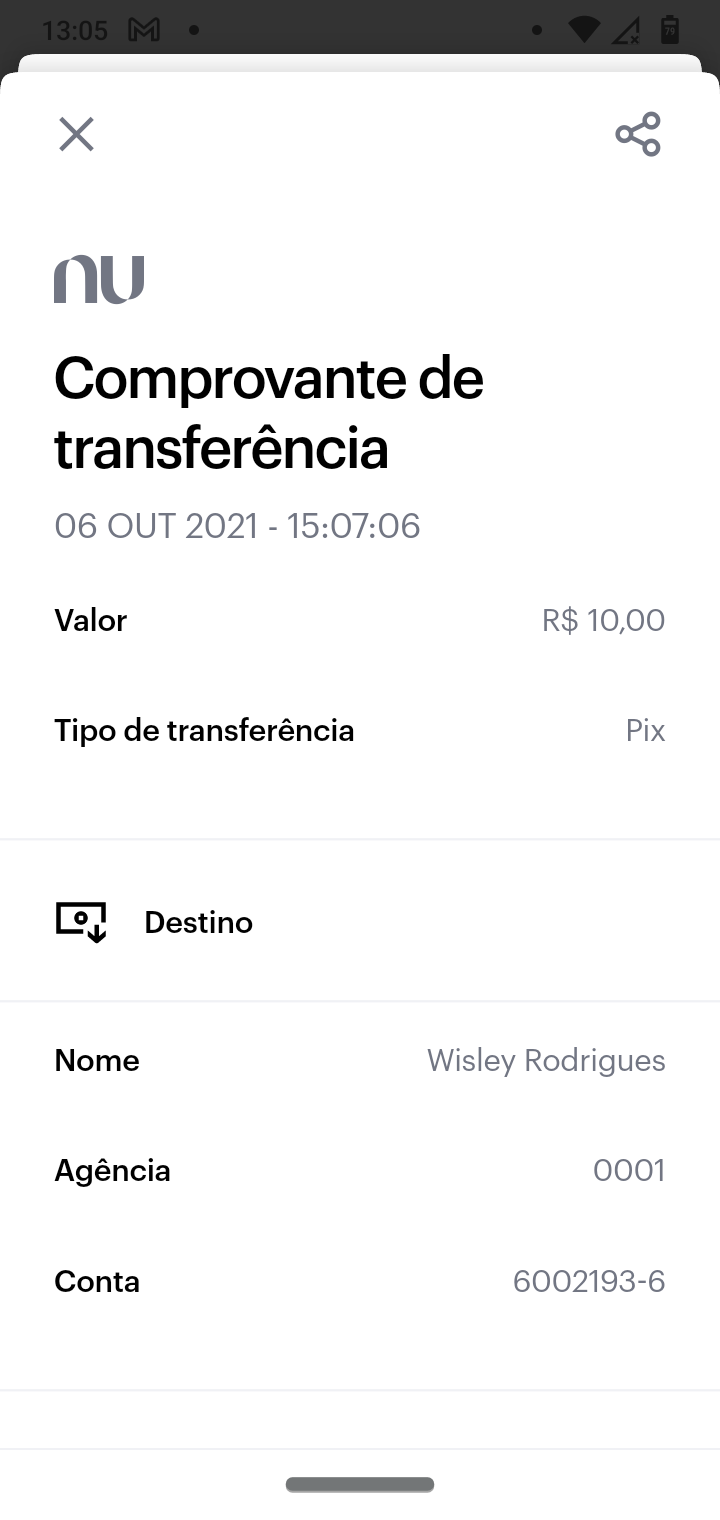 13:05
79
nu
Comprovante de
transferência
06 OUT 2021 - 15:07:06
Valor R$ 10,00
Tipo de transferência Pix
Destino
Nome Wisley Rodrigues
Agência 0001
Conta 6002193-6